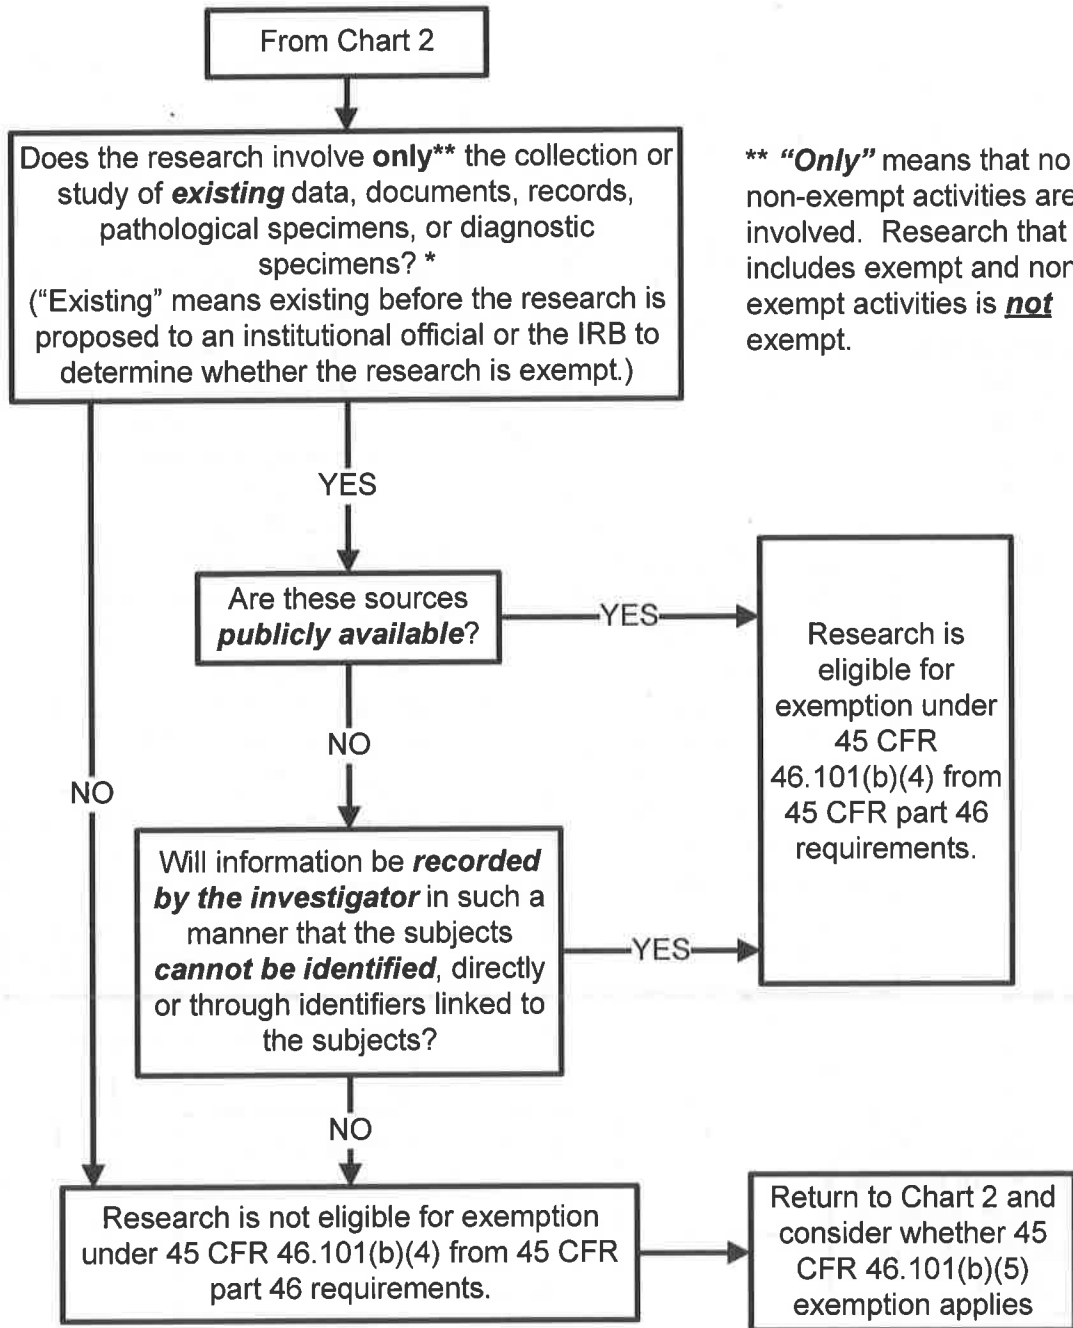 From Chart 2
Does the research involve only** the collection or
study of existing data, documents, records,
pathological specimens, or diagnostic
specimens? *
(“Existing” means existing before the research is
proposed to an institutional official or the IRB to
determine whether the research is exempt.)
** “Only” means that no
non-exempt activities are
involved. Research that
includes exempt and non-
exempt activities is not
exempt.
YES
Are these sources
publicly available?
YES
Research is
eligible for
exemption under
45 CFR
46.101(b)(4) from
45 CFR part 46
requirements.
NO
NO
Will information be recorded
by the investigator in such a
manner that the subjects
cannot be identified, directly
or through identifiers linked to
the subjects?
YES
NO
Research is not eligible for exemption
under 45 CFR 46.101(b)(4) from 45 CFR
part 46 requirements.
Return to Chart 2 and
consider whether 45
CFR 46.101(b)(5)
exemption applies